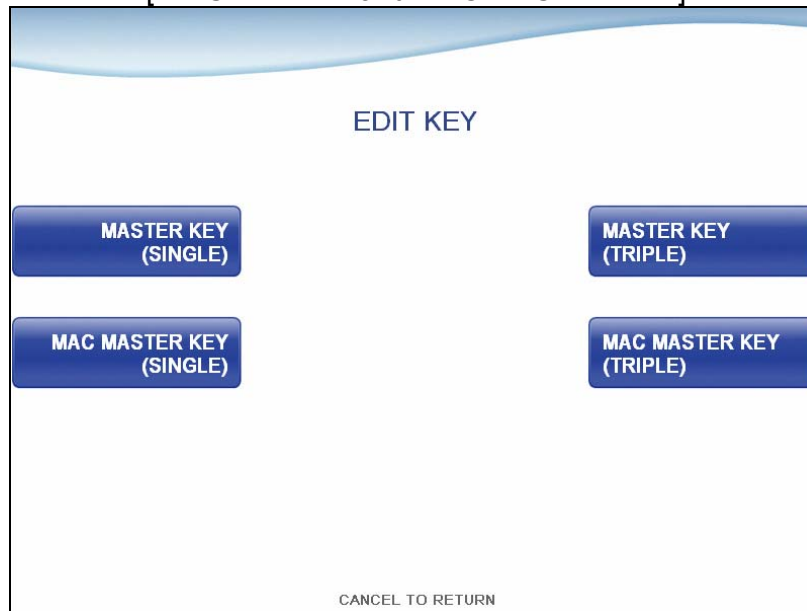 EDIT KEY
MASTER KEY
(SINGLE)
MASTER KEY
(TRIPLE)
MAC MASTER KEY
(SINGLE)
MAC MASTER KEY
(TRIPLE)
CANCEL TO RETURN